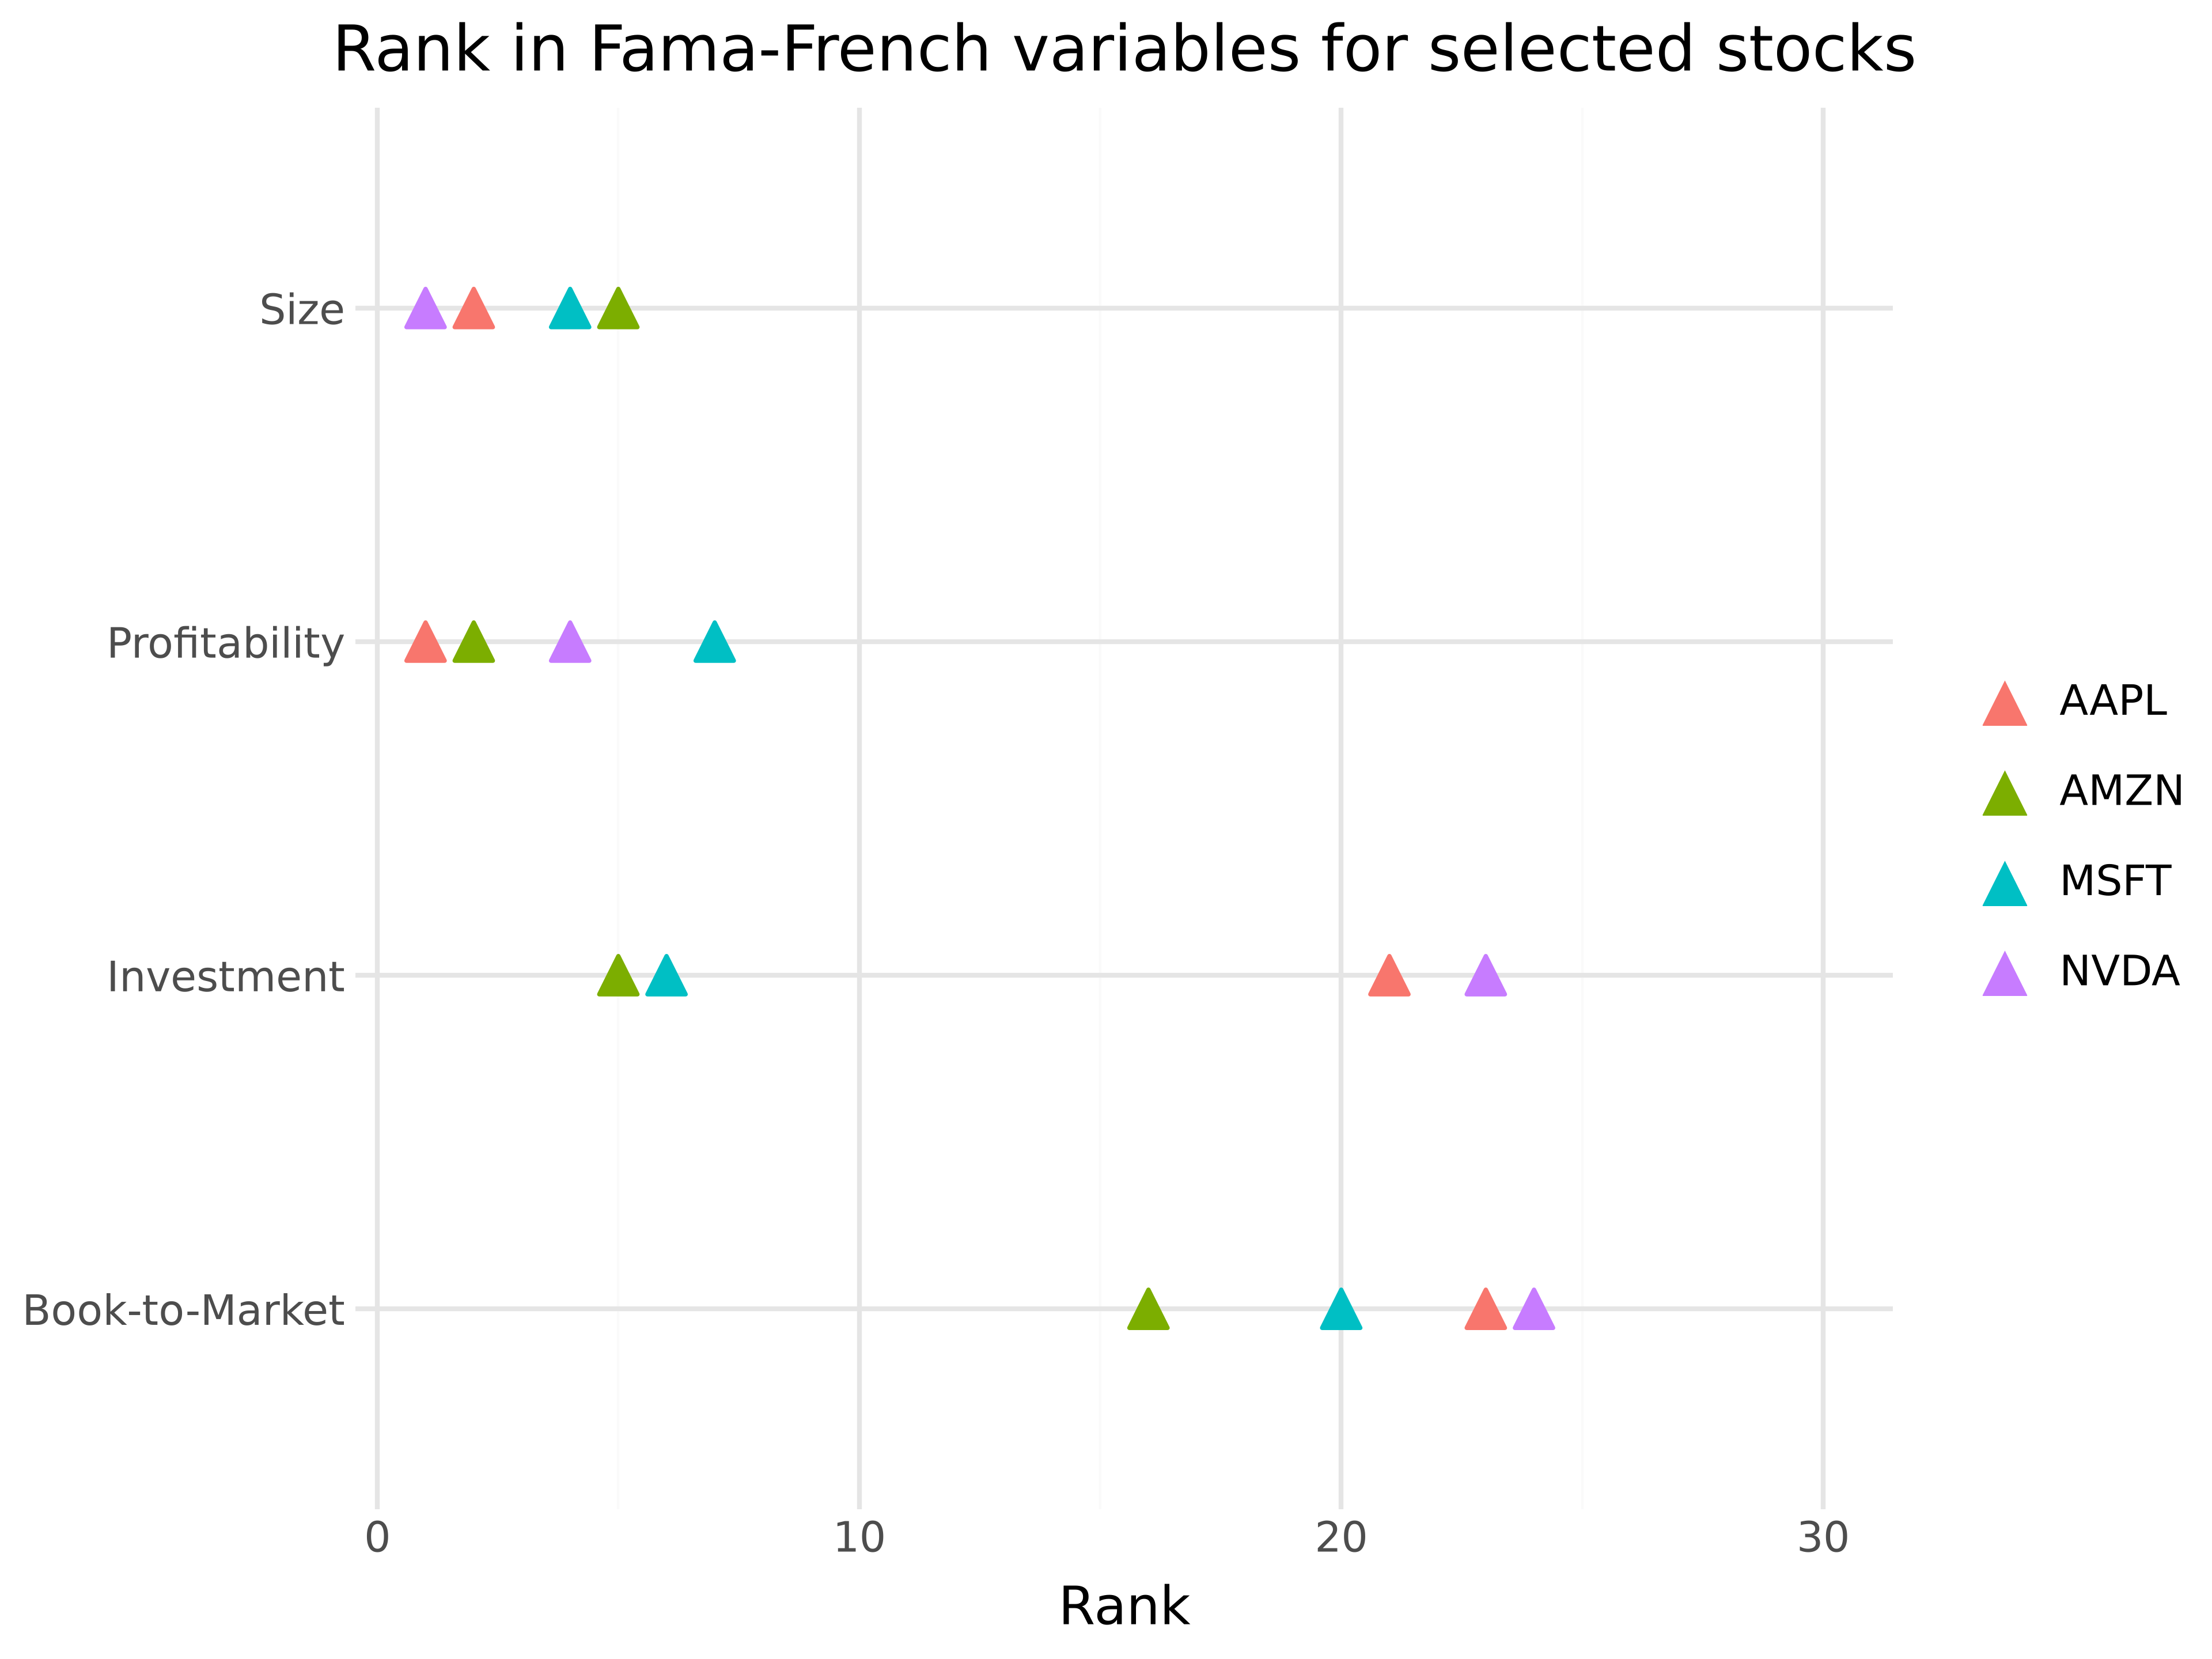 Rank in Fama-French variables for selected stocks
Size
Profitability
Investment
Book-to-Market
0
10
20
30
Rank
AAPL
AMZN
MSFT
NVDA